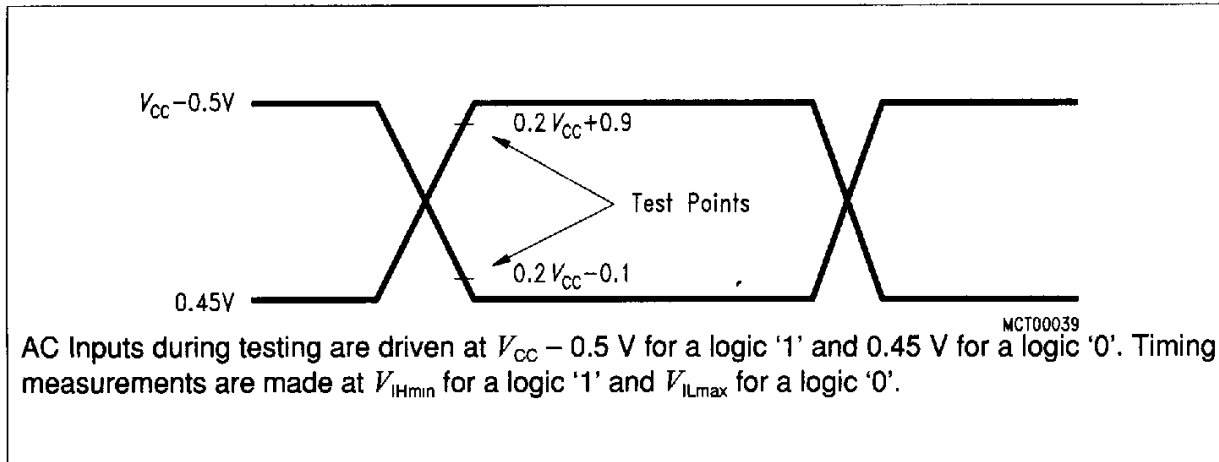 V_CC−0.5V
0.2 V_CC+0.9
Test Points
0.2 V_CC−0.1
0.45V
MCT00039
AC Inputs during testing are driven at V_CC – 0.5 V for a logic ‘1’ and 0.45 V for a logic ‘0’. Timing
measurements are made at V_IHmin for a logic ‘1’ and V_ILmax for a logic ‘0’.